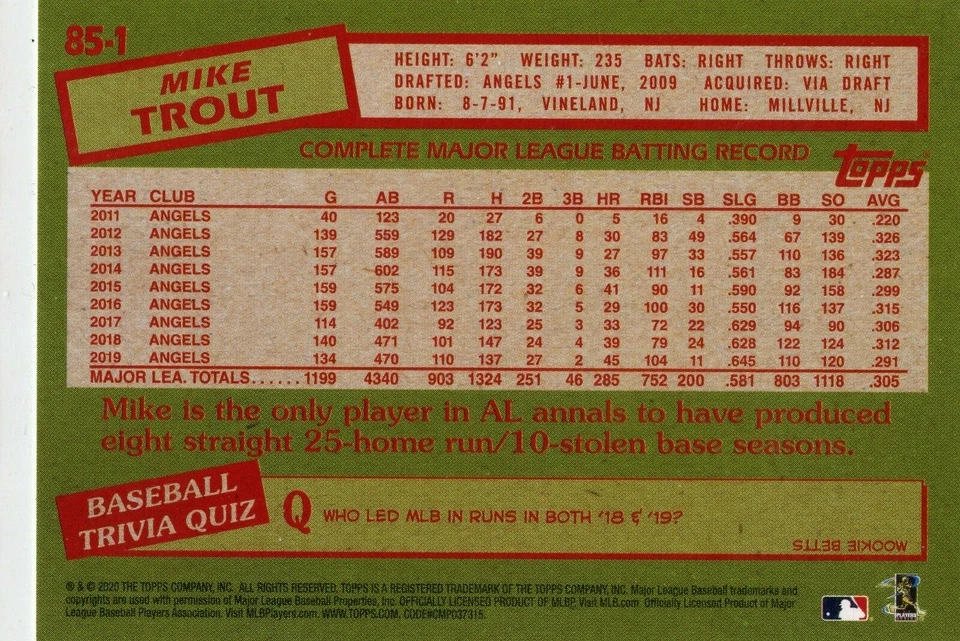 85-1
MIKE
TROUT
HEIGHT: 6'2" WEIGHT: 235 BATS: RIGHT THROWS: RIGHT
DRAFTED: ANGELS #1-JUNE, 2009 ACQUIRED: VIA DRAFT
BORN: 8-7-91, VINELAND, NJ HOME: MILLVILLE, NJ
COMPLETE MAJOR LEAGUE BATTING RECORD
Topps
YEAR CLUB G AB R H 2B 3B HR RBI SB SLG BB SO AVG
2011 ANGELS 40 123 20 27 6 0 5 16 4 .390 9 30 .220
2012 ANGELS 139 559 129 182 27 8 30 83 49 .564 67 139 .326
2013 ANGELS 157 589 109 190 39 9 27 97 33 .557 110 136 .323
2014 ANGELS 157 602 115 173 39 9 36 111 16 .561 83 184 .287
2015 ANGELS 159 575 104 172 32 6 41 90 11 .590 92 158 .299
2016 ANGELS 159 549 123 173 32 5 29 100 30 .550 116 137 .315
2017 ANGELS 114 402 92 123 25 3 33 72 22 .629 94 90 .306
2018 ANGELS 140 471 101 147 24 4 39 79 24 .628 122 124 .312
2019 ANGELS 134 470 110 137 27 2 45 104 11 .645 110 120 .291
MAJOR LEA. TOTALS...... 1199 4340 903 1324 251 46 285 752 200 .581 803 1118 .305
Mike is the only player in AL annals to have produced
eight straight 25-home run/10-stolen base seasons.
BASEBALL
TRIVIA QUIZ
Q WHO LED MLB IN RUNS IN BOTH '18 & '19?
MOOKIE BETTS
® & © 2020 THE TOPPS COMPANY, INC. ALL RIGHTS RESERVED. TOPPS IS A REGISTERED TRADEMARK OF THE TOPPS COMPANY, INC. Major League Baseball trademarks and
copyrights are used with permission of Major League Baseball Properties, Inc. OFFICIALLY LICENSED PRODUCT OF MLBP. Visit MLB.com Officially Licensed Product of Major
League Baseball Players Association. Visit MLBPlayers.com. WWW.TOPPS.COM. CODE#CMP037315.
PLAYERS